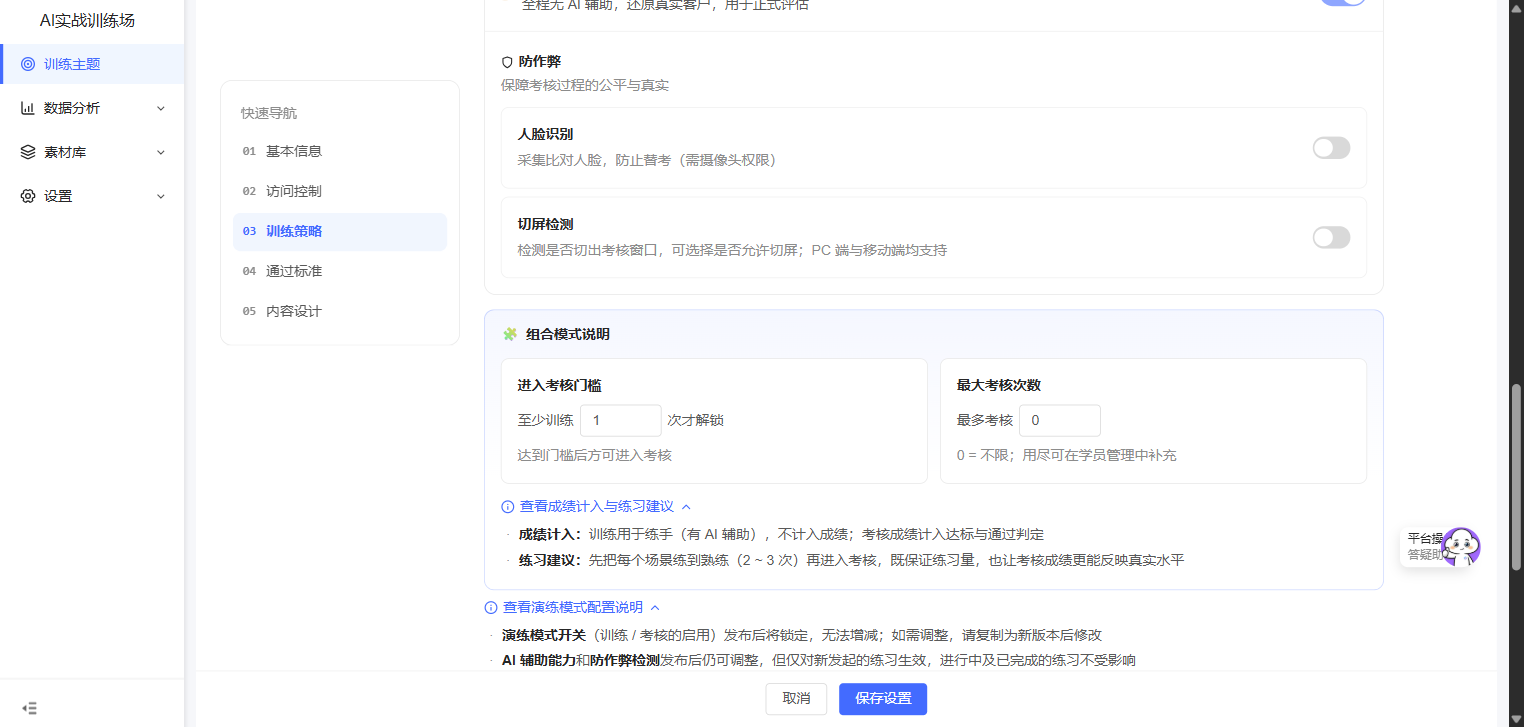 AI实战训练场
训练主题
数据分析
素材库
设置
快速导航
01 基本信息
02 访问控制
03 训练策略
04 通过标准
05 内容设计
全程无 AI 辅助，还原真实客户，用于正式评估
防作弊
保障考核过程的公平与真实
人脸识别
采集比对人脸，防止替考（需摄像头权限）
切屏检测
检测是否切出考核窗口，可选择是否允许切屏；PC 端与移动端均支持
组合模式说明
进入考核门槛
至少训练 1 次才解锁
达到门槛后方可进入考核
最大考核次数
最多考核 0
0 = 不限；用尽可在学员管理中补充
查看成绩计入与练习建议
· 成绩计入：训练用于练手（有 AI 辅助），不计入成绩；考核成绩计入达标与通过判定
· 练习建议：先把每个场景练到熟练（2 ~ 3 次）再进入考核，既保证练习量，也让考核成绩更能反映真实水平
查看演练模式配置说明
· 演练模式开关（训练 / 考核的启用）发布后将锁定，无法增减；如需调整，请复制为新版本后修改
· AI 辅助能力和防作弊检测发布后仍可调整，但仅对新发起的练习生效，进行中及已完成的练习不受影响
平台操
答疑助
取消
保存设置